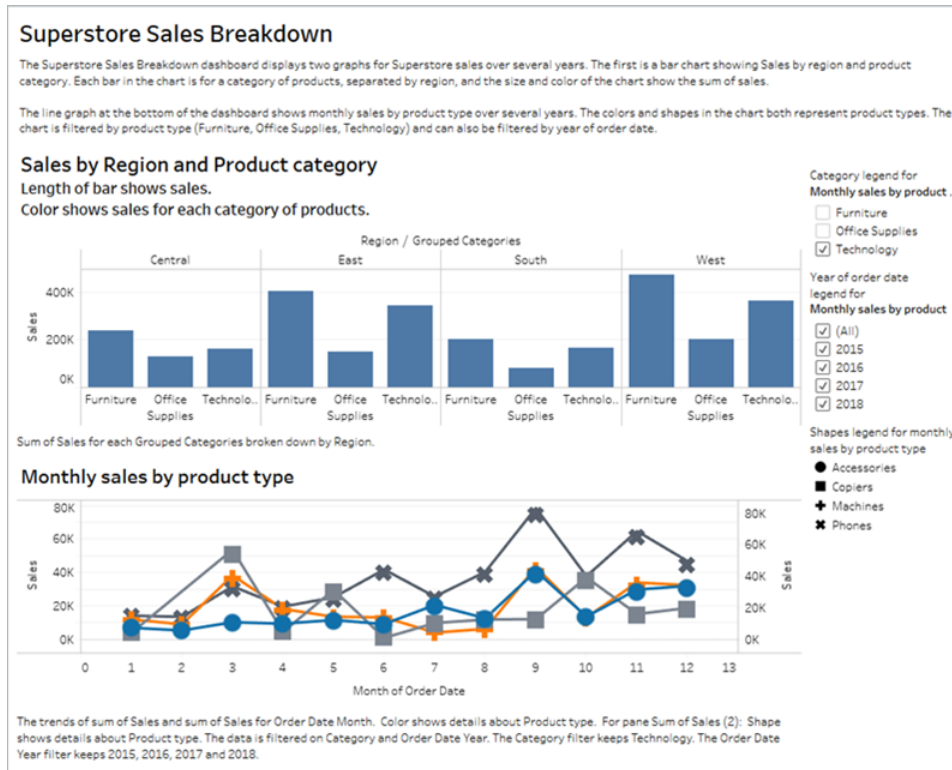 Superstore Sales Breakdown
The Superstore Sales Breakdown dashboard displays two graphs for Superstore sales over several years. The first is a bar chart showing Sales by region and product
category. Each bar in the chart is for a category of products, separated by region, and the size and color of the chart show the sum of sales.
The line graph at the bottom of the dashboard shows monthly sales by product type over several years. The colors and shapes in the chart both represent product types. The
chart is filtered by product type (Furniture, Office Supplies, Technology) and can also be filtered by year of order date.
Sales by Region and Product category
Length of bar shows sales.
Color shows sales for each category of products.
Region / Grouped Categories
Central East South West
Sales
400K
200K
0K
Furniture Office Supplies Technolo.. Furniture Office Supplies Technolo.. Furniture Office Supplies Technolo.. Furniture Office Supplies Technolo..
Sum of Sales for each Grouped Categories broken down by Region.
Category legend for
Monthly sales by product .
Furniture
Office Supplies
Technology
Year of order date
legend for
Monthly sales by product
(All)
2015
2016
2017
2018
Shapes legend for monthly
sales by product type
Accessories
Copiers
Machines
Phones
Monthly sales by product type
Sales
80K
60K
40K
20K
0K
80K
60K
40K
20K
0K
Sales
0 1 2 3 4 5 6 7 8 9 10 11 12 13
Month of Order Date
The trends of sum of Sales and sum of Sales for Order Date Month. Color shows details about Product type. For pane Sum of Sales (2): Shape
shows details about Product type. The data is filtered on Category and Order Date Year. The Category filter keeps Technology. The Order Date
Year filter keeps 2015, 2016, 2017 and 2018.